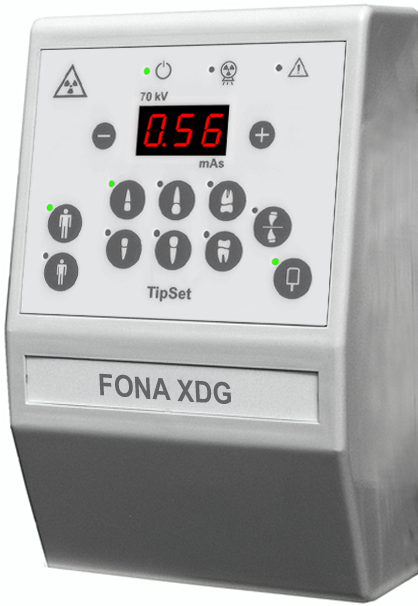 70 kV
0.56
mAs
TipSet
FONA XDG